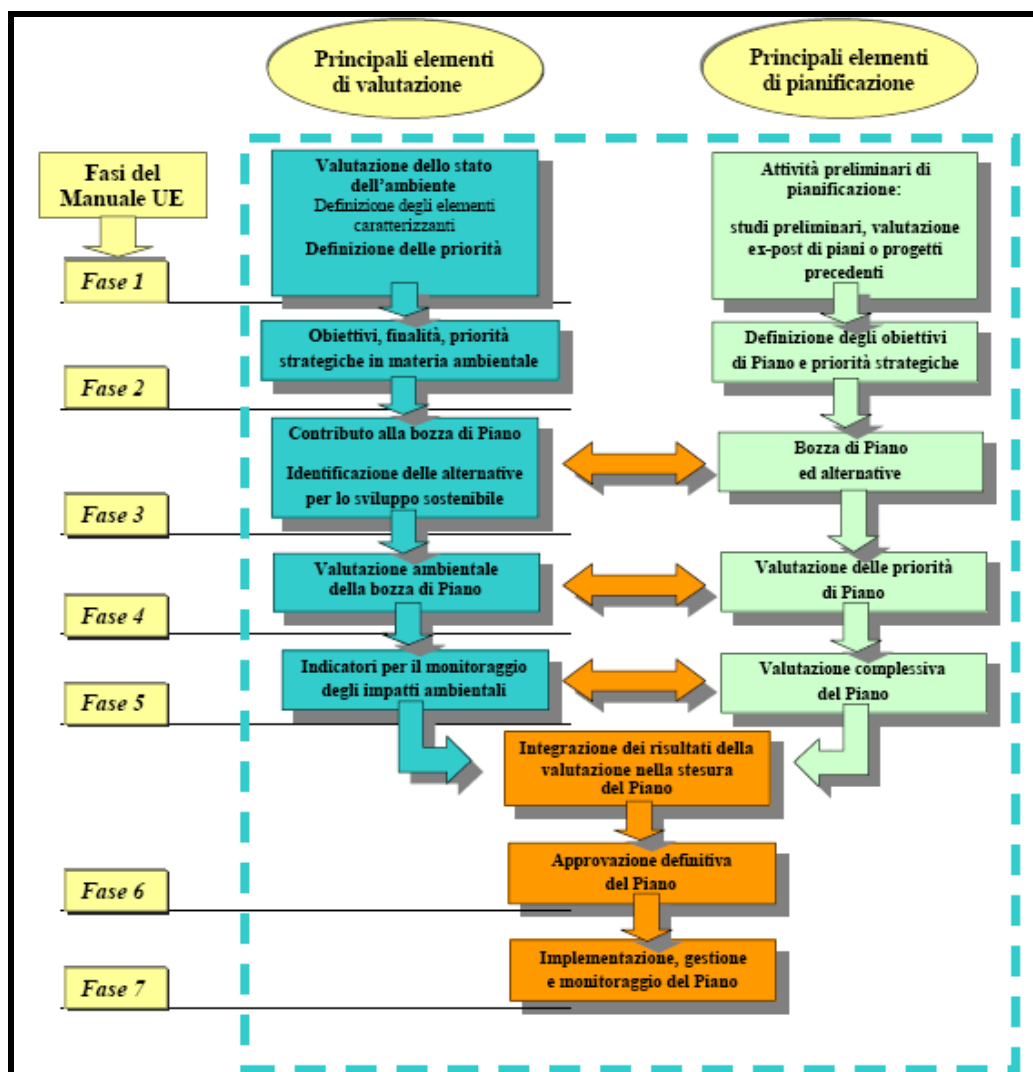 Principali elementi
di valutazione
Principali elementi
di pianificazione
Fasi del
Manuale UE
Valutazione dello stato
dell'ambiente
Definizione degli elementi
caratterizzanti
Definizione delle priorità
Attività preliminari di
pianificazione:
studi preliminari, valutazione
ex-post di piani o progetti
precedenti
Fase 1
Obiettivi, finalità, priorità
strategiche in materia ambientale
Definizione degli obiettivi
di Piano e priorità strategiche
Fase 2
Contributo alla bozza di Piano
Identificazione delle alternative
per lo sviluppo sostenibile
Bozza di Piano
ed alternative
Fase 3
Valutazione ambientale
della bozza di Piano
Valutazione delle priorità
di Piano
Fase 4
Indicatori per il monitoraggio
degli impatti ambientali
Valutazione complessiva
del Piano
Fase 5
Integrazione dei risultati della
valutazione nella stesura
del Piano
Approvazione definitiva
del Piano
Fase 6
Implementazione, gestione
e monitoraggio del Piano
Fase 7